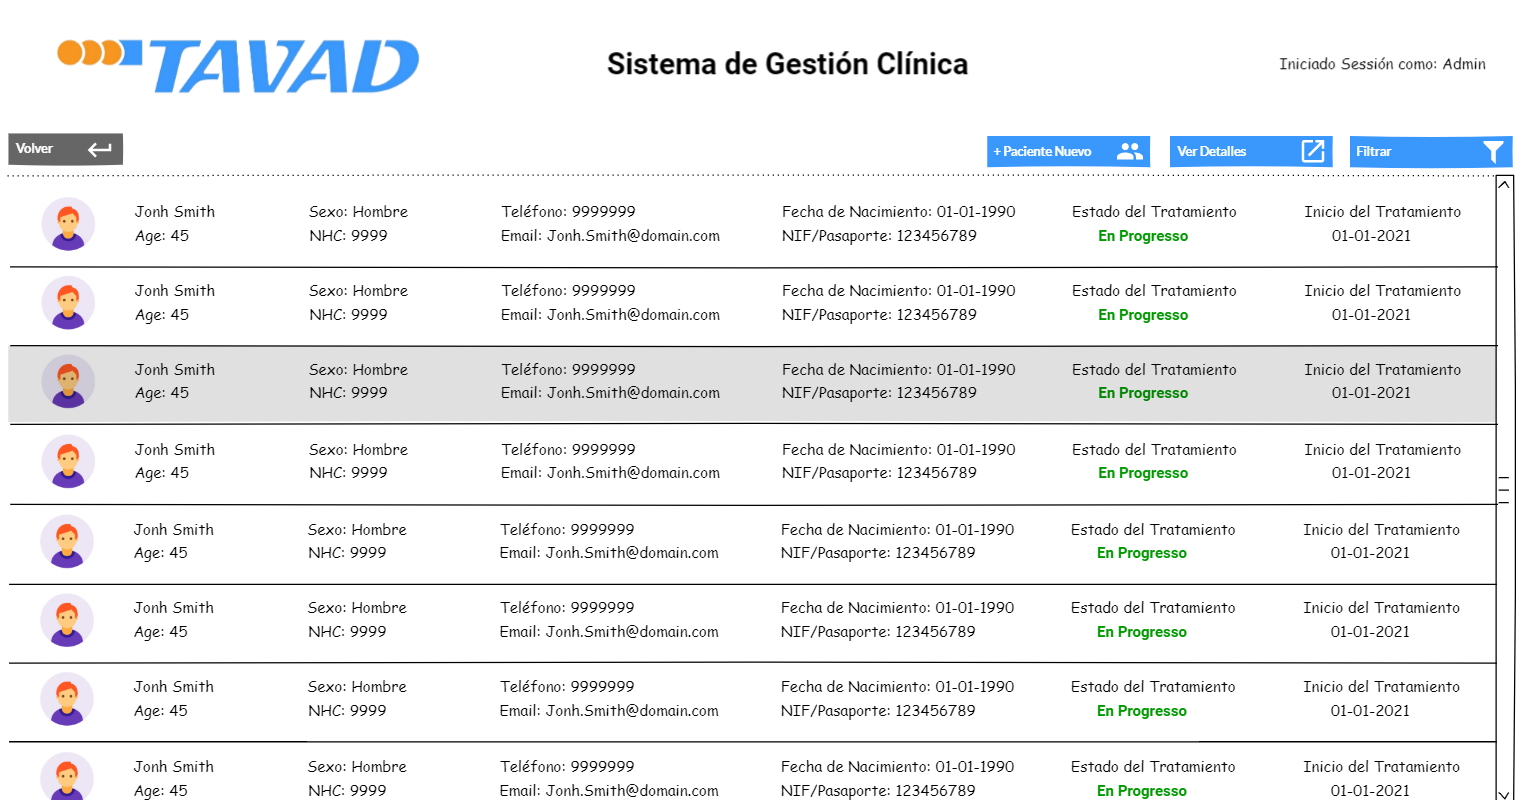 TAVAD
Sistema de Gestión Clínica
Iniciado Sessión como: Admin
Volver
+ Paciente Nuevo
Ver Detalles
Filtrar
Jonh Smith Sexo: Hombre Teléfono: 9999999 Fecha de Nacimiento: 01-01-1990 Estado del Tratamiento Inicio del Tratamiento
Age: 45 NHC: 9999 Email: Jonh.Smith@domain.com NIF/Pasaporte: 123456789 En Progresso 01-01-2021
Jonh Smith Sexo: Hombre Teléfono: 9999999 Fecha de Nacimiento: 01-01-1990 Estado del Tratamiento Inicio del Tratamiento
Age: 45 NHC: 9999 Email: Jonh.Smith@domain.com NIF/Pasaporte: 123456789 En Progresso 01-01-2021
Jonh Smith Sexo: Hombre Teléfono: 9999999 Fecha de Nacimiento: 01-01-1990 Estado del Tratamiento Inicio del Tratamiento
Age: 45 NHC: 9999 Email: Jonh.Smith@domain.com NIF/Pasaporte: 123456789 En Progresso 01-01-2021
Jonh Smith Sexo: Hombre Teléfono: 9999999 Fecha de Nacimiento: 01-01-1990 Estado del Tratamiento Inicio del Tratamiento
Age: 45 NHC: 9999 Email: Jonh.Smith@domain.com NIF/Pasaporte: 123456789 En Progresso 01-01-2021
Jonh Smith Sexo: Hombre Teléfono: 9999999 Fecha de Nacimiento: 01-01-1990 Estado del Tratamiento Inicio del Tratamiento
Age: 45 NHC: 9999 Email: Jonh.Smith@domain.com NIF/Pasaporte: 123456789 En Progresso 01-01-2021
Jonh Smith Sexo: Hombre Teléfono: 9999999 Fecha de Nacimiento: 01-01-1990 Estado del Tratamiento Inicio del Tratamiento
Age: 45 NHC: 9999 Email: Jonh.Smith@domain.com NIF/Pasaporte: 123456789 En Progresso 01-01-2021
Jonh Smith Sexo: Hombre Teléfono: 9999999 Fecha de Nacimiento: 01-01-1990 Estado del Tratamiento Inicio del Tratamiento
Age: 45 NHC: 9999 Email: Jonh.Smith@domain.com NIF/Pasaporte: 123456789 En Progresso 01-01-2021
Jonh Smith Sexo: Hombre Teléfono: 9999999 Fecha de Nacimiento: 01-01-1990 Estado del Tratamiento Inicio del Tratamiento
Age: 45 NHC: 9999 Email: Jonh.Smith@domain.com NIF/Pasaporte: 123456789 En Progresso 01-01-2021